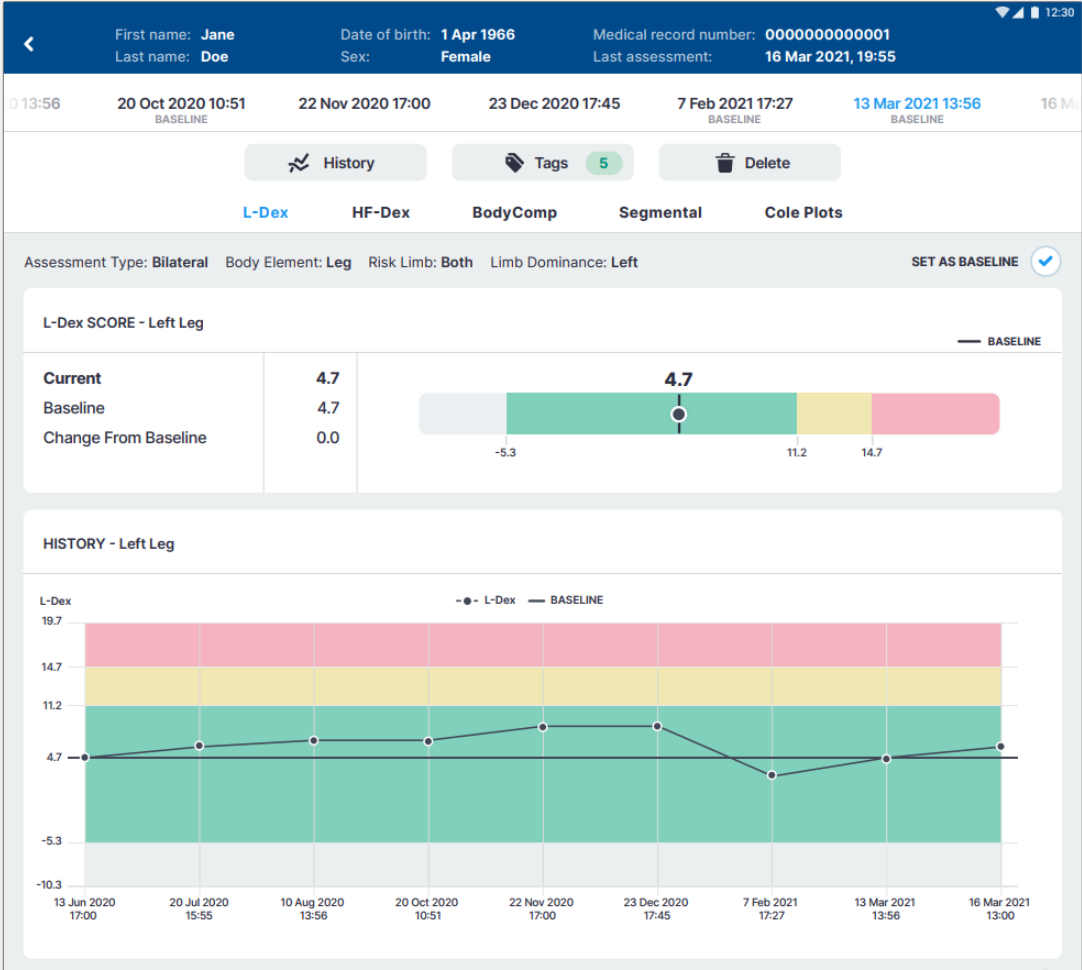 12:30
First name: Jane Date of birth: 1 Apr 1966 Medical record number: 0000000000001
Last name: Doe Sex: Female Last assessment: 16 Mar 2021, 19:55
0 13:56 20 Oct 2020 10:51 22 Nov 2020 17:00 23 Dec 2020 17:45 7 Feb 2021 17:27 13 Mar 2021 13:56 16 Ma
BASELINE BASELINE BASELINE
History Tags 5 Delete
L-Dex HF-Dex BodyComp Segmental Cole Plots
Assessment Type: Bilateral Body Element: Leg Risk Limb: Both Limb Dominance: Left SET AS BASELINE
L-Dex SCORE - Left Leg
BASELINE
Current 4.7
Baseline 4.7
Change From Baseline 0.0
4.7
-5.3 11.2 14.7
HISTORY - Left Leg
L-Dex L-Dex BASELINE
19.7
14.7
11.2
4.7
-5.3
-10.3
13 Jun 2020 20 Jul 2020 10 Aug 2020 20 Oct 2020 22 Nov 2020 23 Dec 2020 7 Feb 2021 13 Mar 2021 16 Mar 2021
17:00 15:55 13:56 10:51 17:00 17:45 17:27 13:56 13:00